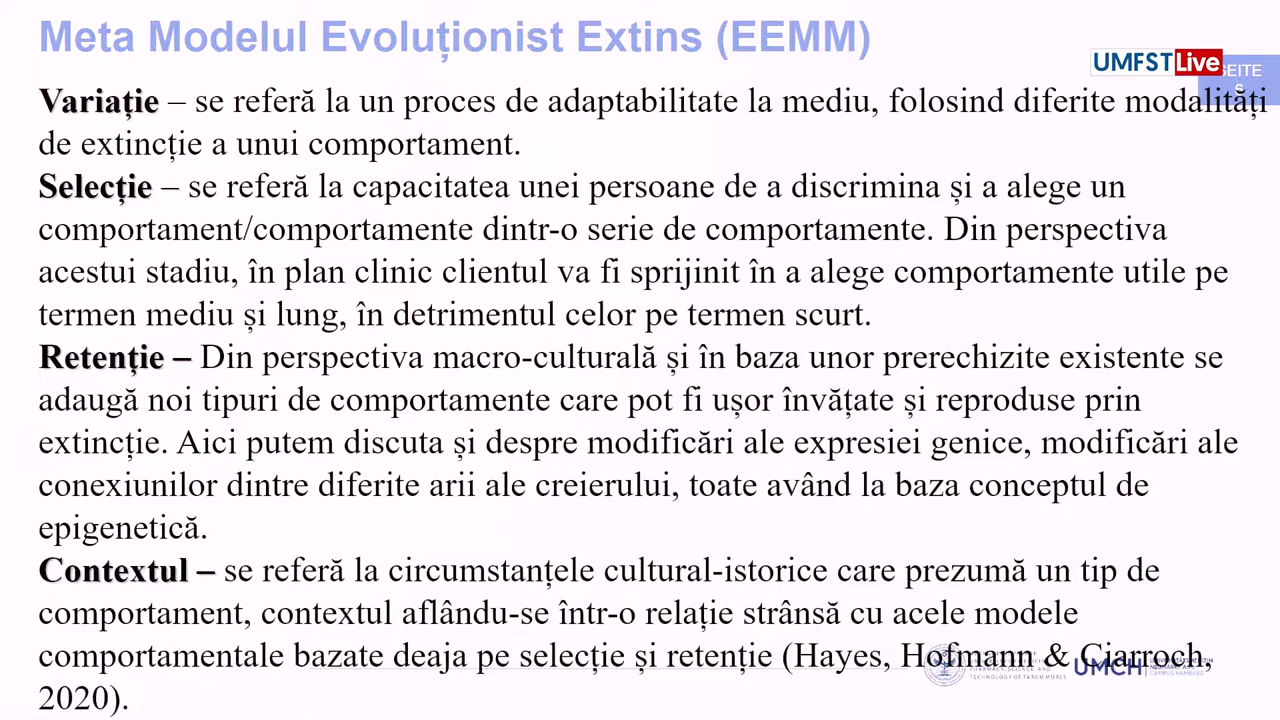 Meta Modelul Evoluționist Extins (EEMM)
UMFST Live
SEITE
Variație – se referă la un proces de adaptabilitate la mediu, folosind diferite modalități
de extincție a unui comportament.
Selecție – se referă la capacitatea unei persoane de a discrimina și a alege un
comportament/comportamente dintr-o serie de comportamente. Din perspectiva
acestui stadiu, în plan clinic clientul va fi sprijinit în a alege comportamente utile pe
termen mediu și lung, în detrimentul celor pe termen scurt.
Retenție – Din perspectiva macro-culturală și în baza unor prerechizite existente se
adaugă noi tipuri de comportamente care pot fi ușor învățate și reproduse prin
extincție. Aici putem discuta și despre modificări ale expresiei genice, modificări ale
conexiunilor dintre diferite arii ale creierului, toate având la baza conceptul de
epigenetică.
Contextul – se referă la circumstanțele cultural-istorice care prezumă un tip de
comportament, contextul aflându-se într-o relație strânsă cu acele modele
comportamentale bazate deaja pe selecție și retenție (Hayes, Hofmann & Ciarroch,
2020).
UMCH